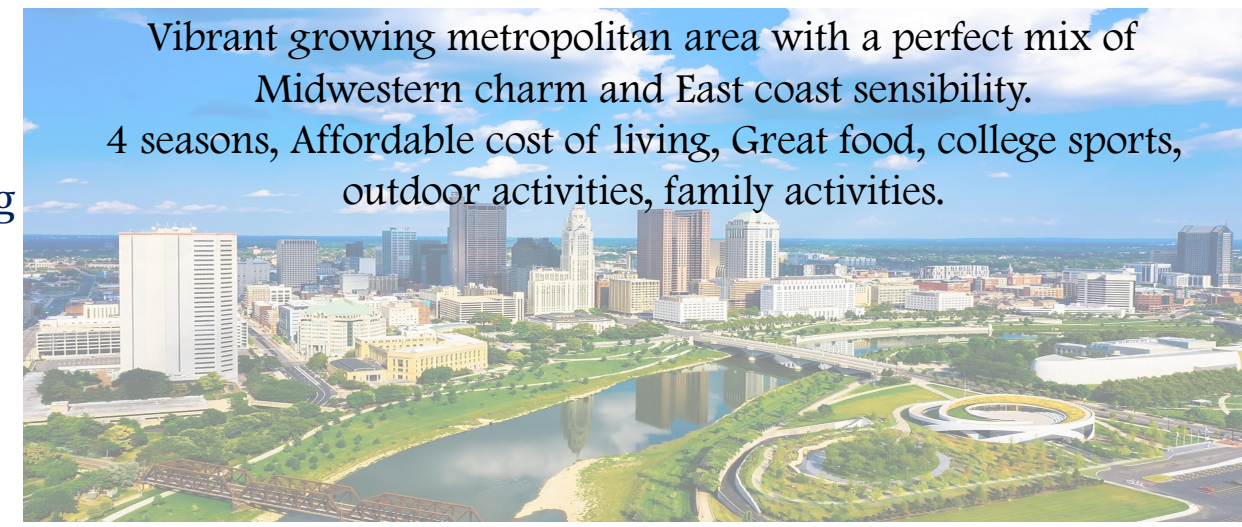 Vibrant growing metropolitan area with a perfect mix of
Midwestern charm and East coast sensibility.
4 seasons, Affordable cost of living, Great food, college sports,
outdoor activities, family activities.
g